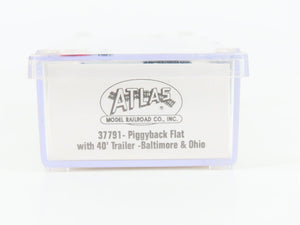 ATLAS
MODEL RAILROAD CO., INC.
37791- Piggyback Flat
with 40' Trailer -Baltimore & Ohio